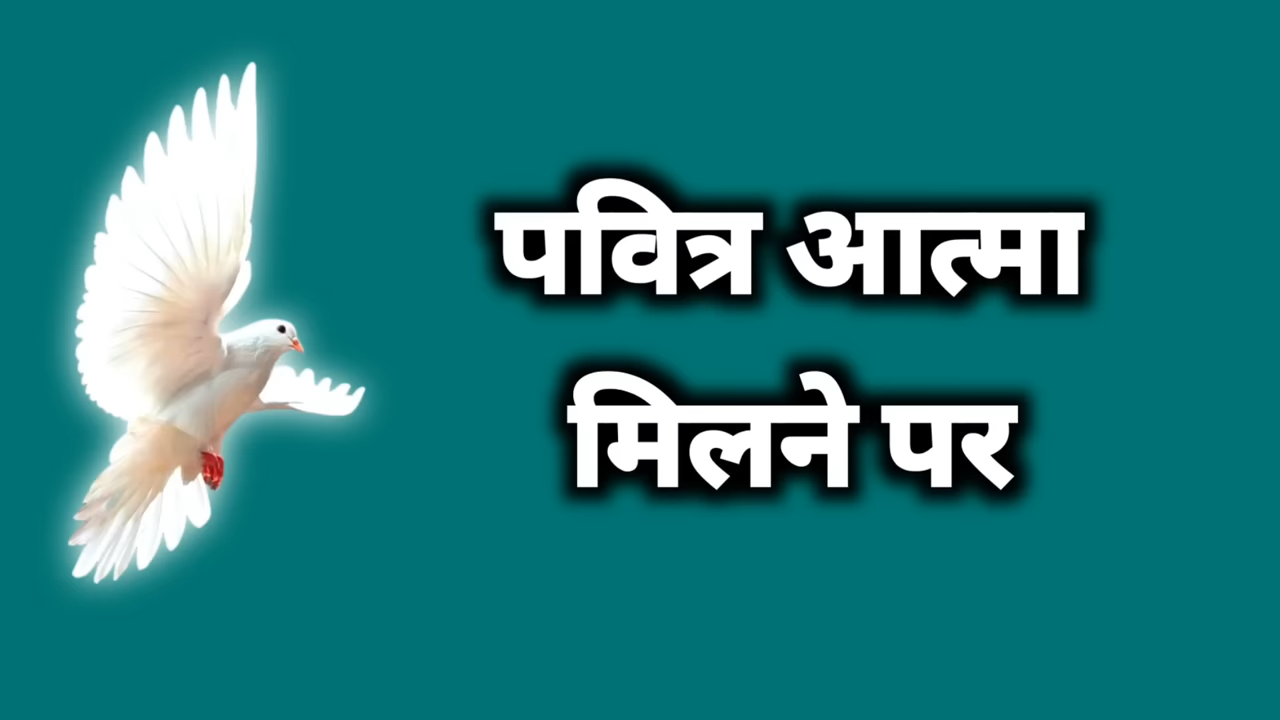 पवित्र आत्मा
मिलने पर